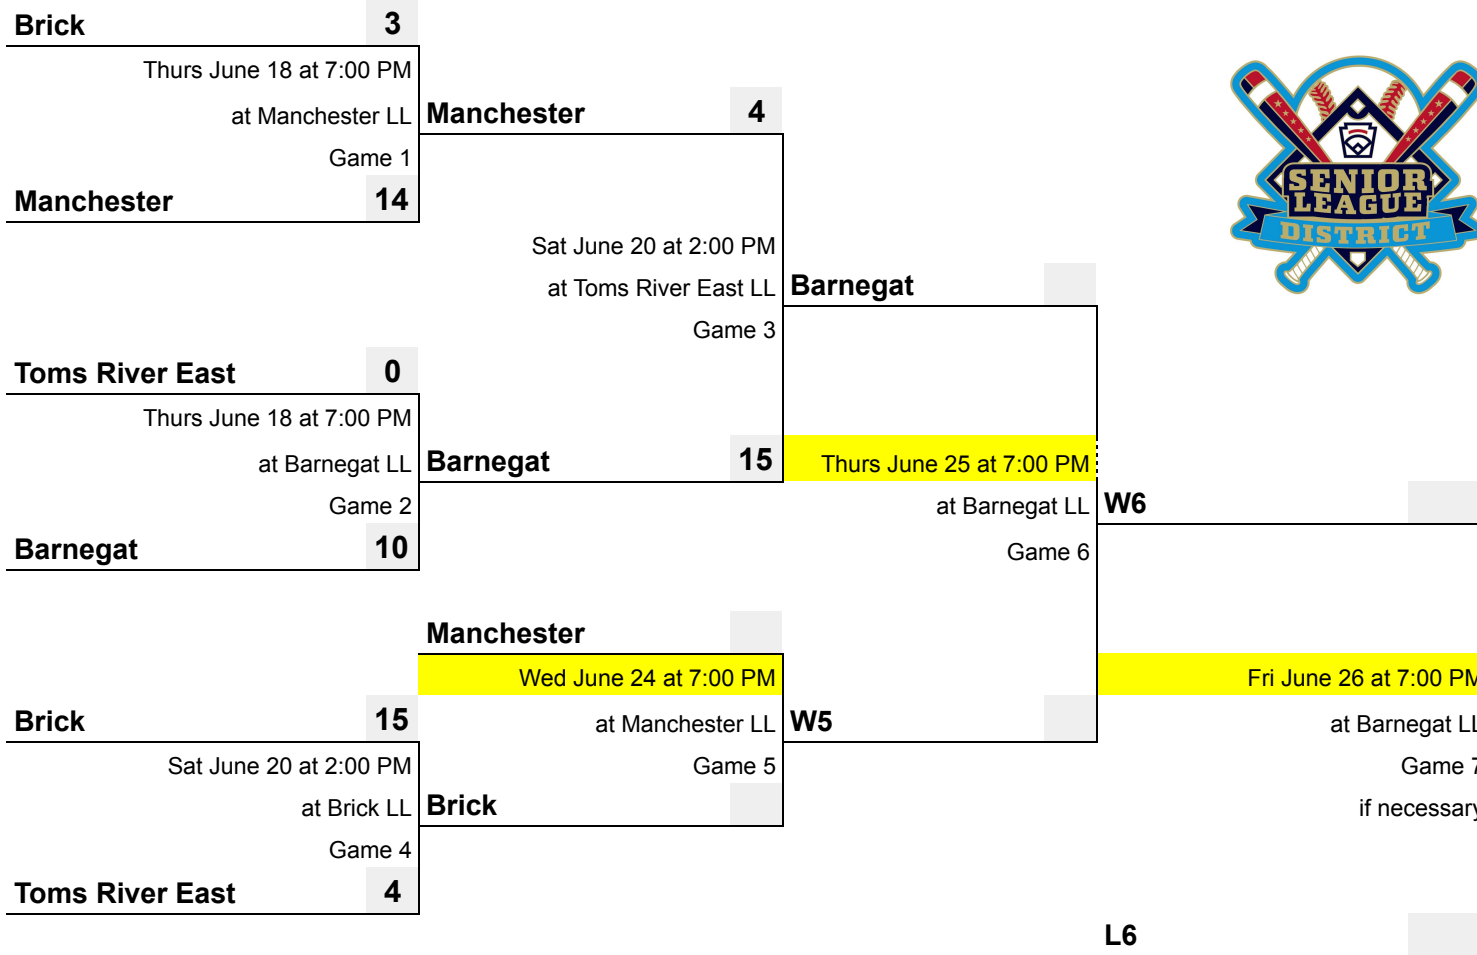 Brick 3
Thurs June 18 at 7:00 PM
at Manchester LL
Game 1
Manchester 14
Manchester 4
Sat June 20 at 2:00 PM
at Toms River East LL
Game 3
Toms River East 0
Thurs June 18 at 7:00 PM
at Barnegat LL
Game 2
Barnegat 10
Barnegat 15
Barnegat
Thurs June 25 at 7:00 PM
at Barnegat LL
Game 6
Manchester
Wed June 24 at 7:00 PM
at Manchester LL
Game 5
Brick
Brick 15
Sat June 20 at 2:00 PM
at Brick LL
Game 4
Toms River East 4
W5
SENIOR
LEAGUE
DISTRICT
W6
Fri June 26 at 7:00 PM
at Barnegat LL
Game 7
if necessary
L6